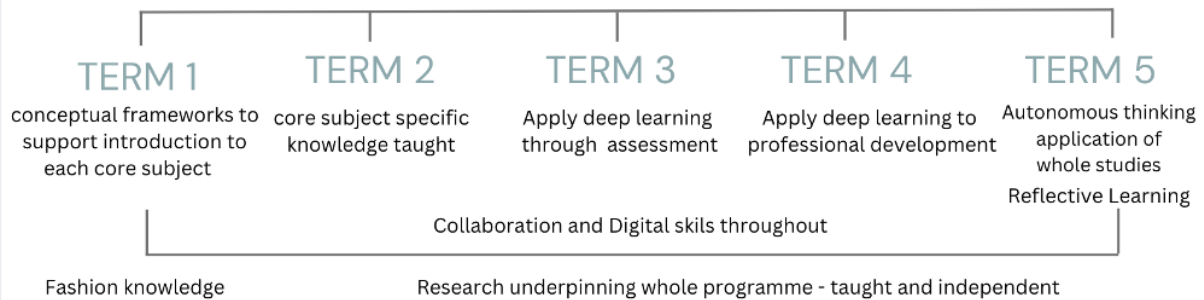 TERM 1
conceptual frameworks to
support introduction to
each core subject
TERM 2
core subject specific
knowledge taught
TERM 3
Apply deep learning
through assessment
TERM 4
Apply deep learning to
professional development
TERM 5
Autonomous thinking
application of
whole studies
Reflective Learning
Collaboration and Digital skils throughout
Fashion knowledge
Research underpinning whole programme - taught and independent